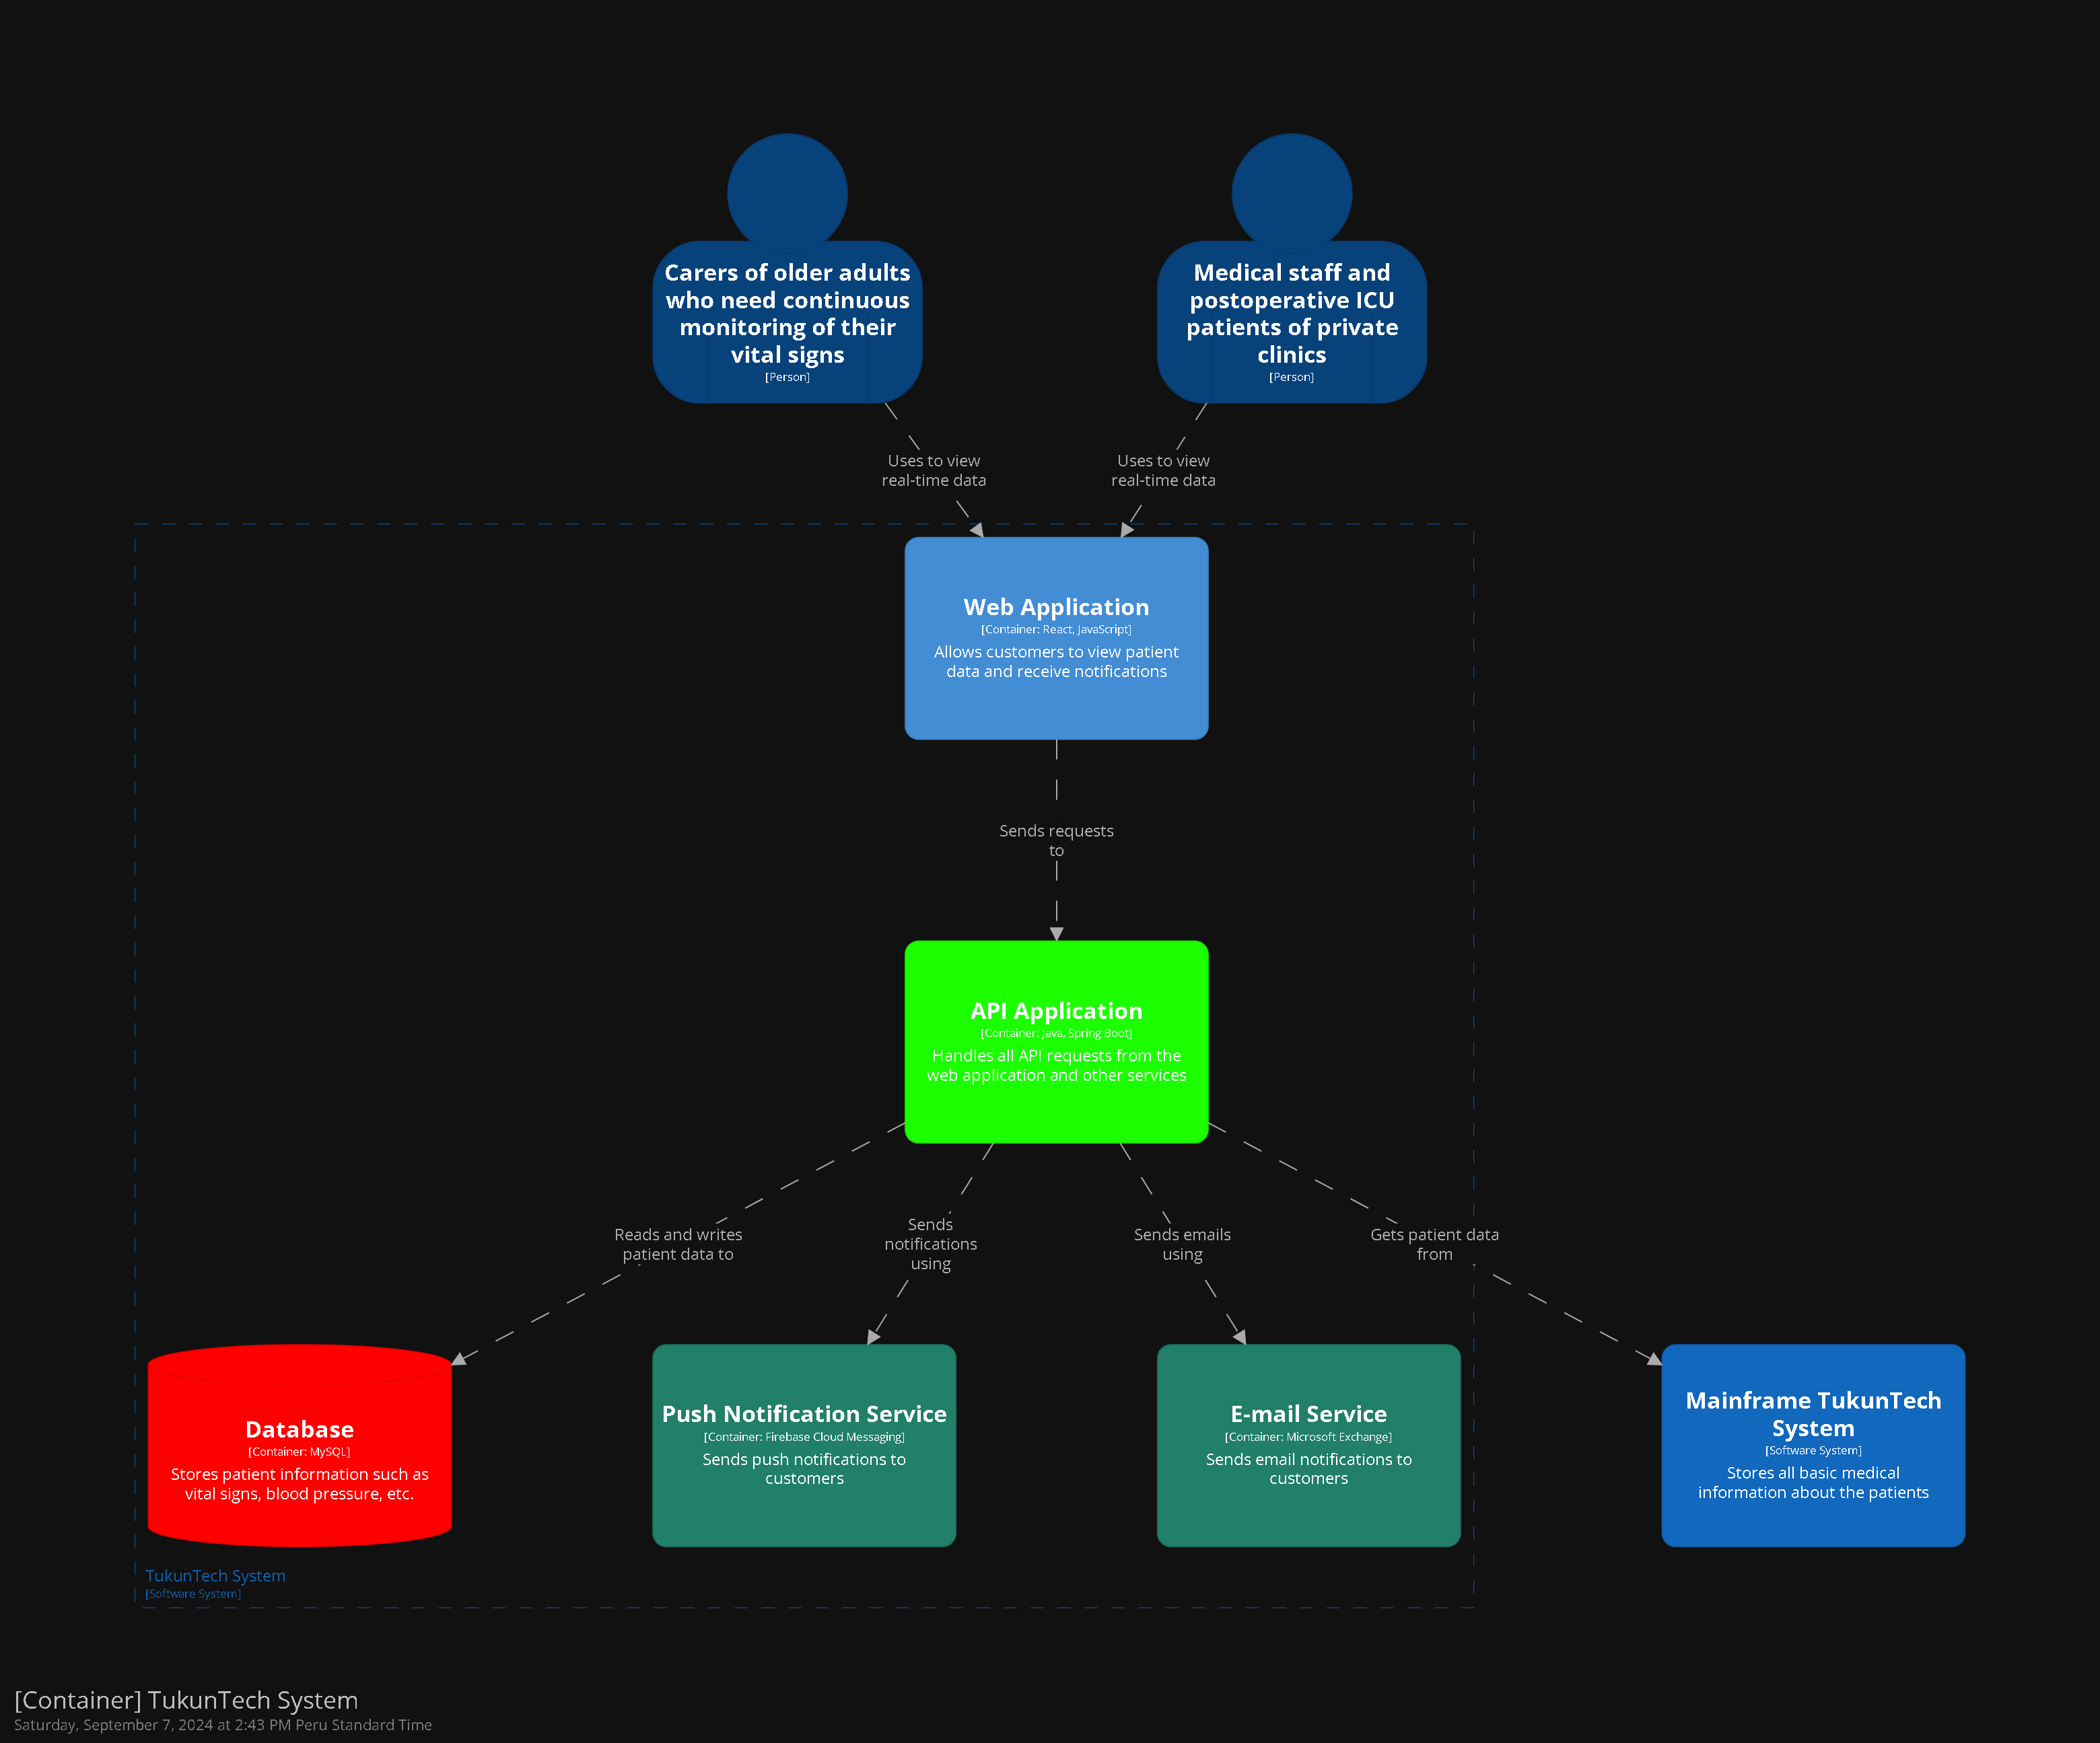 Carers of older adults
who need continuous
monitoring of their
vital signs
[Person]
Medical staff and
postoperative ICU
patients of private
clinics
[Person]
Uses to view
real-time data
Uses to view
real-time data
Web Application
[Container: React, JavaScript]
Allows customers to view patient
data and receive notifications
Sends requests
to
API Application
[Container: Java, Spring Boot]
Handles all API requests from the
web application and other services
Reads and writes
patient data to
Sends
notifications
using
Sends emails
using
Gets patient data
from
Database
[Container: MySQL]
Stores patient information such as
vital signs, blood pressure, etc.
Push Notification Service
[Container: Firebase Cloud Messaging]
Sends push notifications to
customers
E-mail Service
[Container: Microsoft Exchange]
Sends email notifications to
customers
Mainframe TukunTech
System
[Software System]
Stores all basic medical
information about the patients
TukunTech System
[Software System]
[Container] TukunTech System
Saturday, September 7, 2024 at 2:43 PM Peru Standard Time